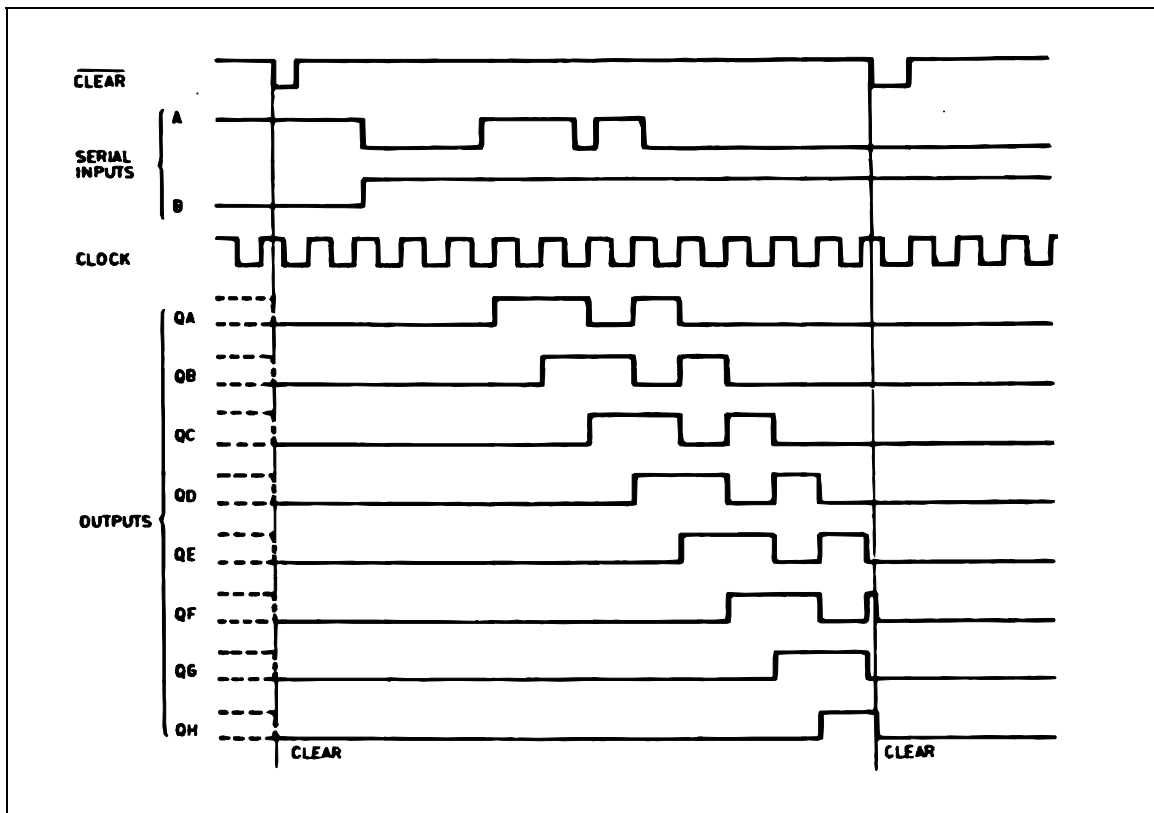 CLEAR
A
SERIAL
INPUTS
B
CLOCK
QA
QB
QC
QD
OUTPUTS
QE
QF
QG
QH
CLEAR
CLEAR